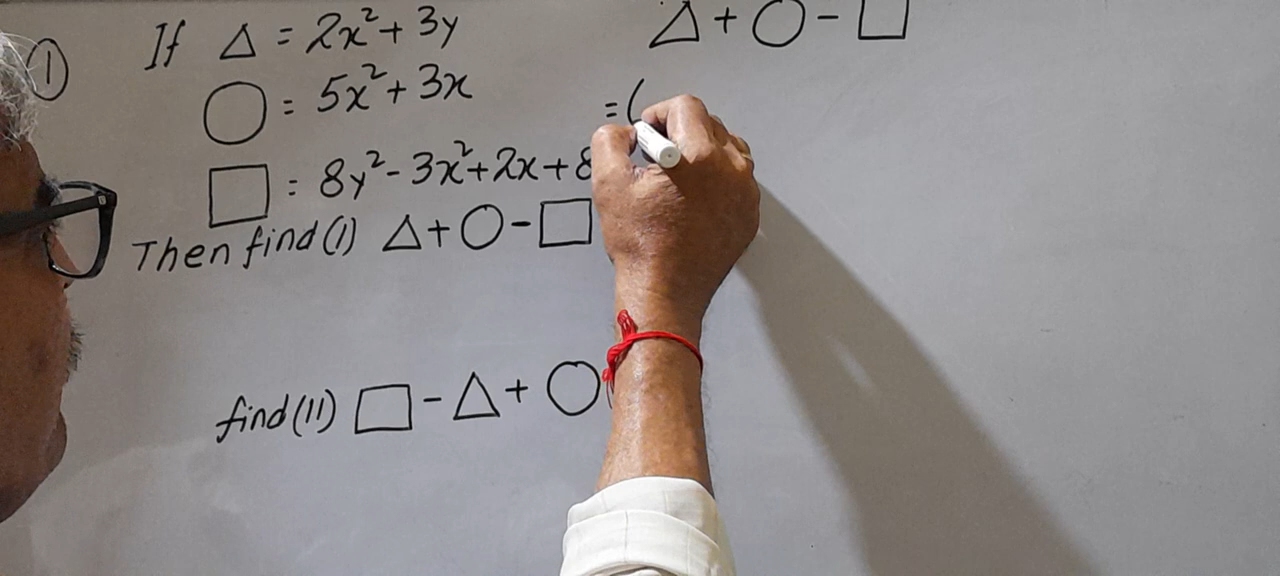 ① If △ = 2x² + 3y
○ = 5x² + 3x
□ = 8y² - 3x² + 2x + 8
Then find (I) △ + ○ - □
find (II) □ - △ + ○
△ + ○ - □
= (